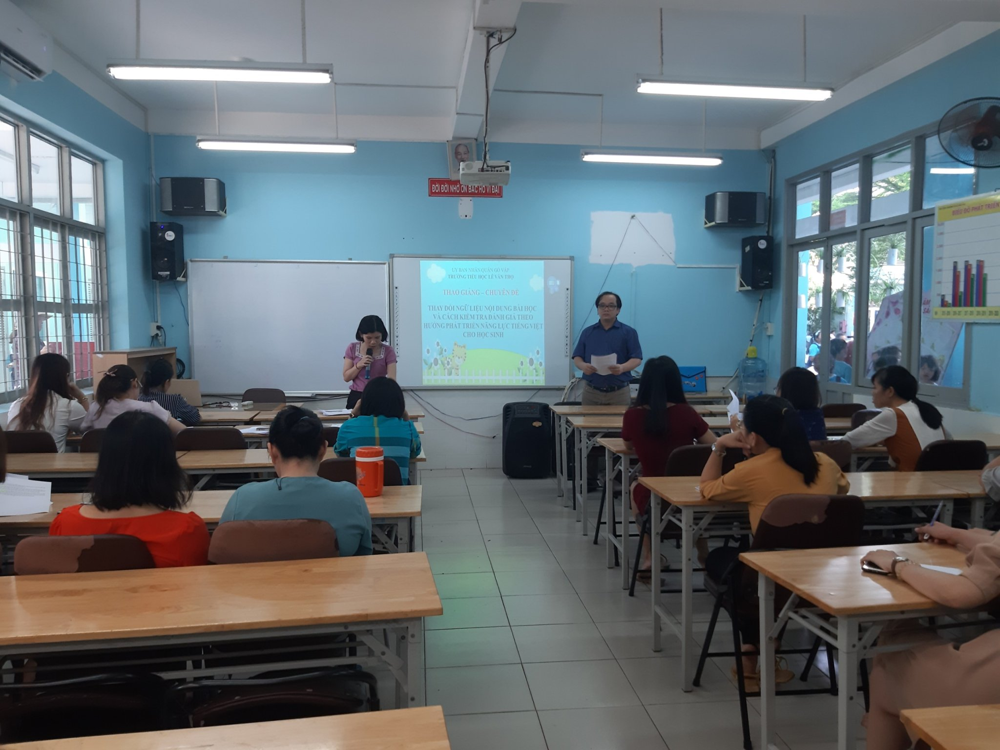 ĐỜI ĐỜI NHỚ ƠN BÁC HỒ VĨ ĐẠI
ỦY BAN NHÂN QUẬN GÒ VẤP
TRƯỜNG TIỂU HỌC LÊ VĂN THỌ
THAO GIẢNG – CHUYÊN ĐỀ
THAY ĐỔI NGỮ LIỆU NỘI DUNG BÀI HỌC
VÀ CÁCH KIỂM TRA ĐÁNH GIÁ THEO
HƯỚNG PHÁT TRIỂN NĂNG LỰC TIẾNG VIỆT
CHO HỌC SINH
BIỂU ĐỒ PHÁT TRIỂN